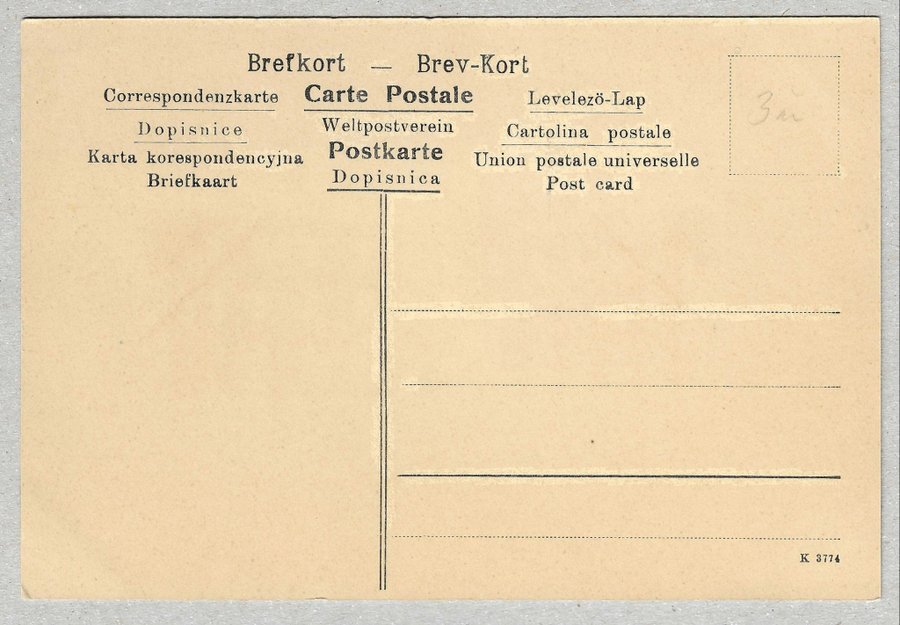 Brefkort — Brev-Kort
Correspondenzkarte
Carte Postale
Levelezö-Lap
Dopisnice
Weltpostverein
Cartolina postale
Karta korespondencyjna
Postkarte
Union postale universelle
Briefkaart
Dopisnica
Post card
K 3774